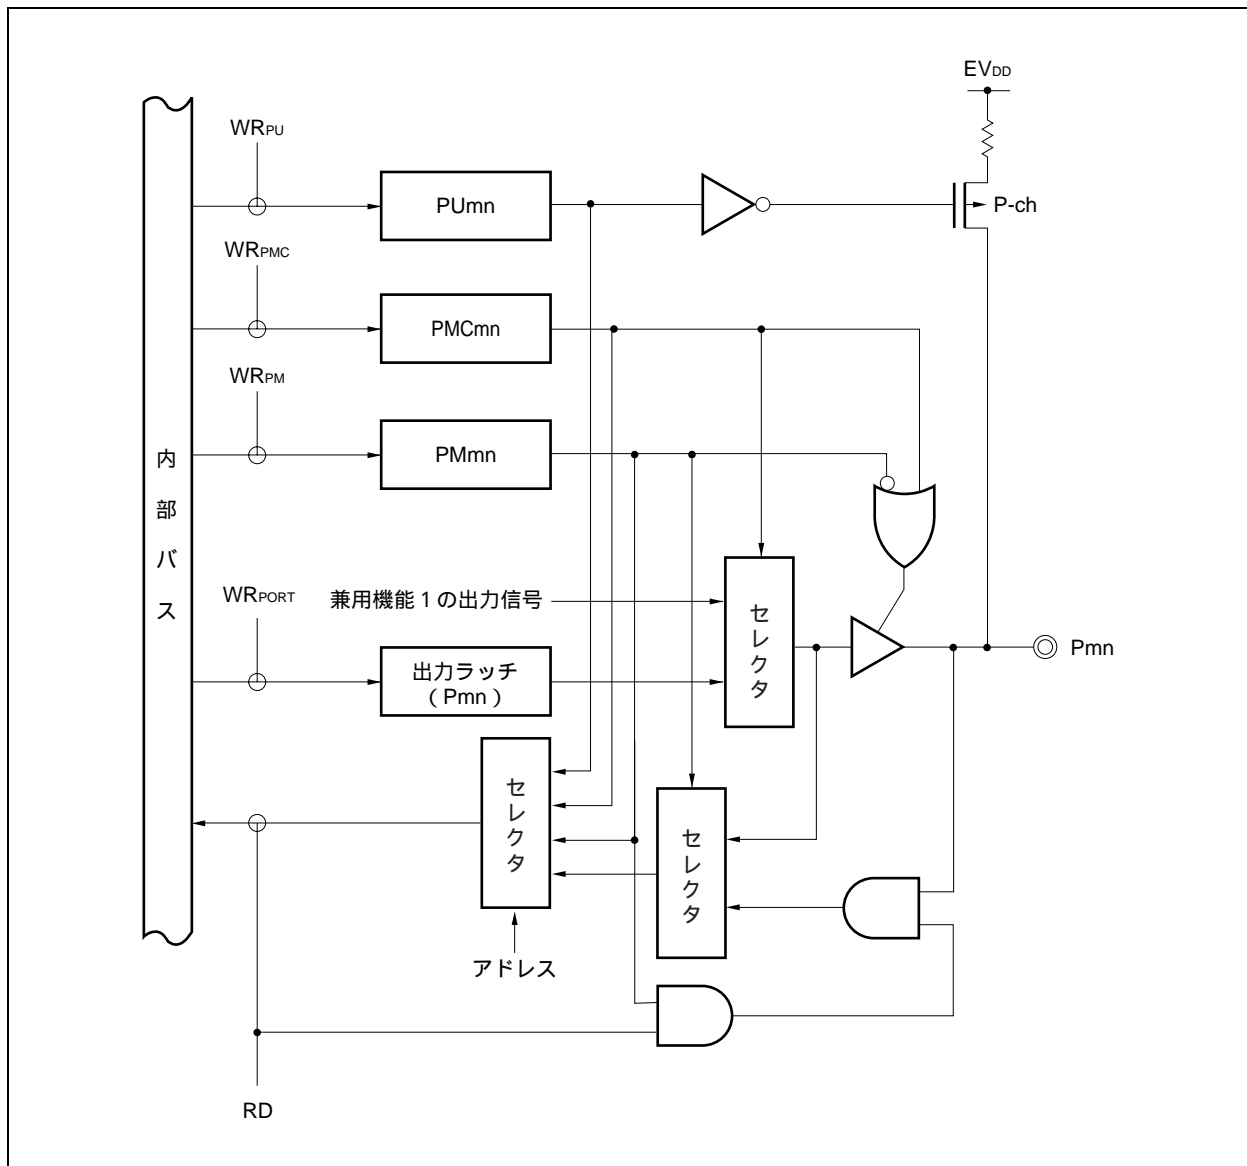 EVDD
WRPU
PUmn
P-ch
WRPMC
PMCmn
WRPM
PMmn
内部バス
WRPORT
兼用機能1の出力信号
セレクタ
出力ラッチ
(Pmn)
Pmn
セレクタ
セレクタ
アドレス
RD